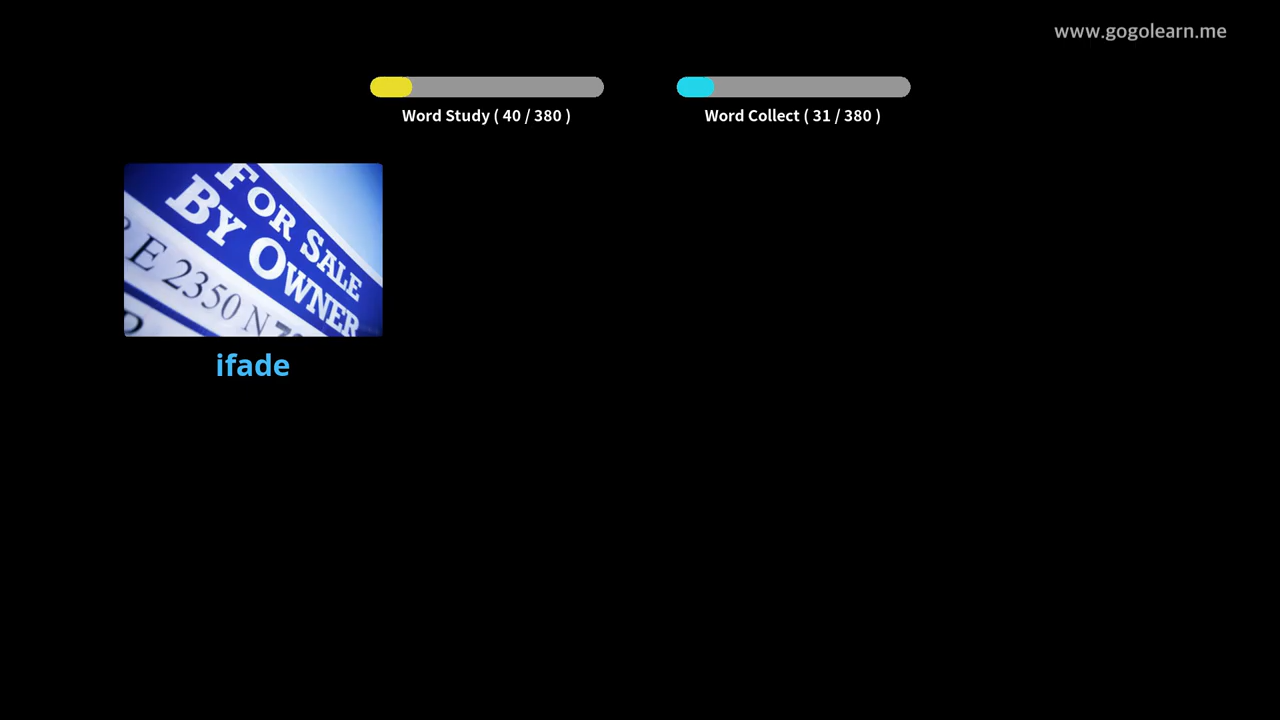 www.gogolearn.me
Word Study ( 40 / 380 )
Word Collect ( 31 / 380 )
FOR SALE
BY OWNER
E 2350 N
ifade